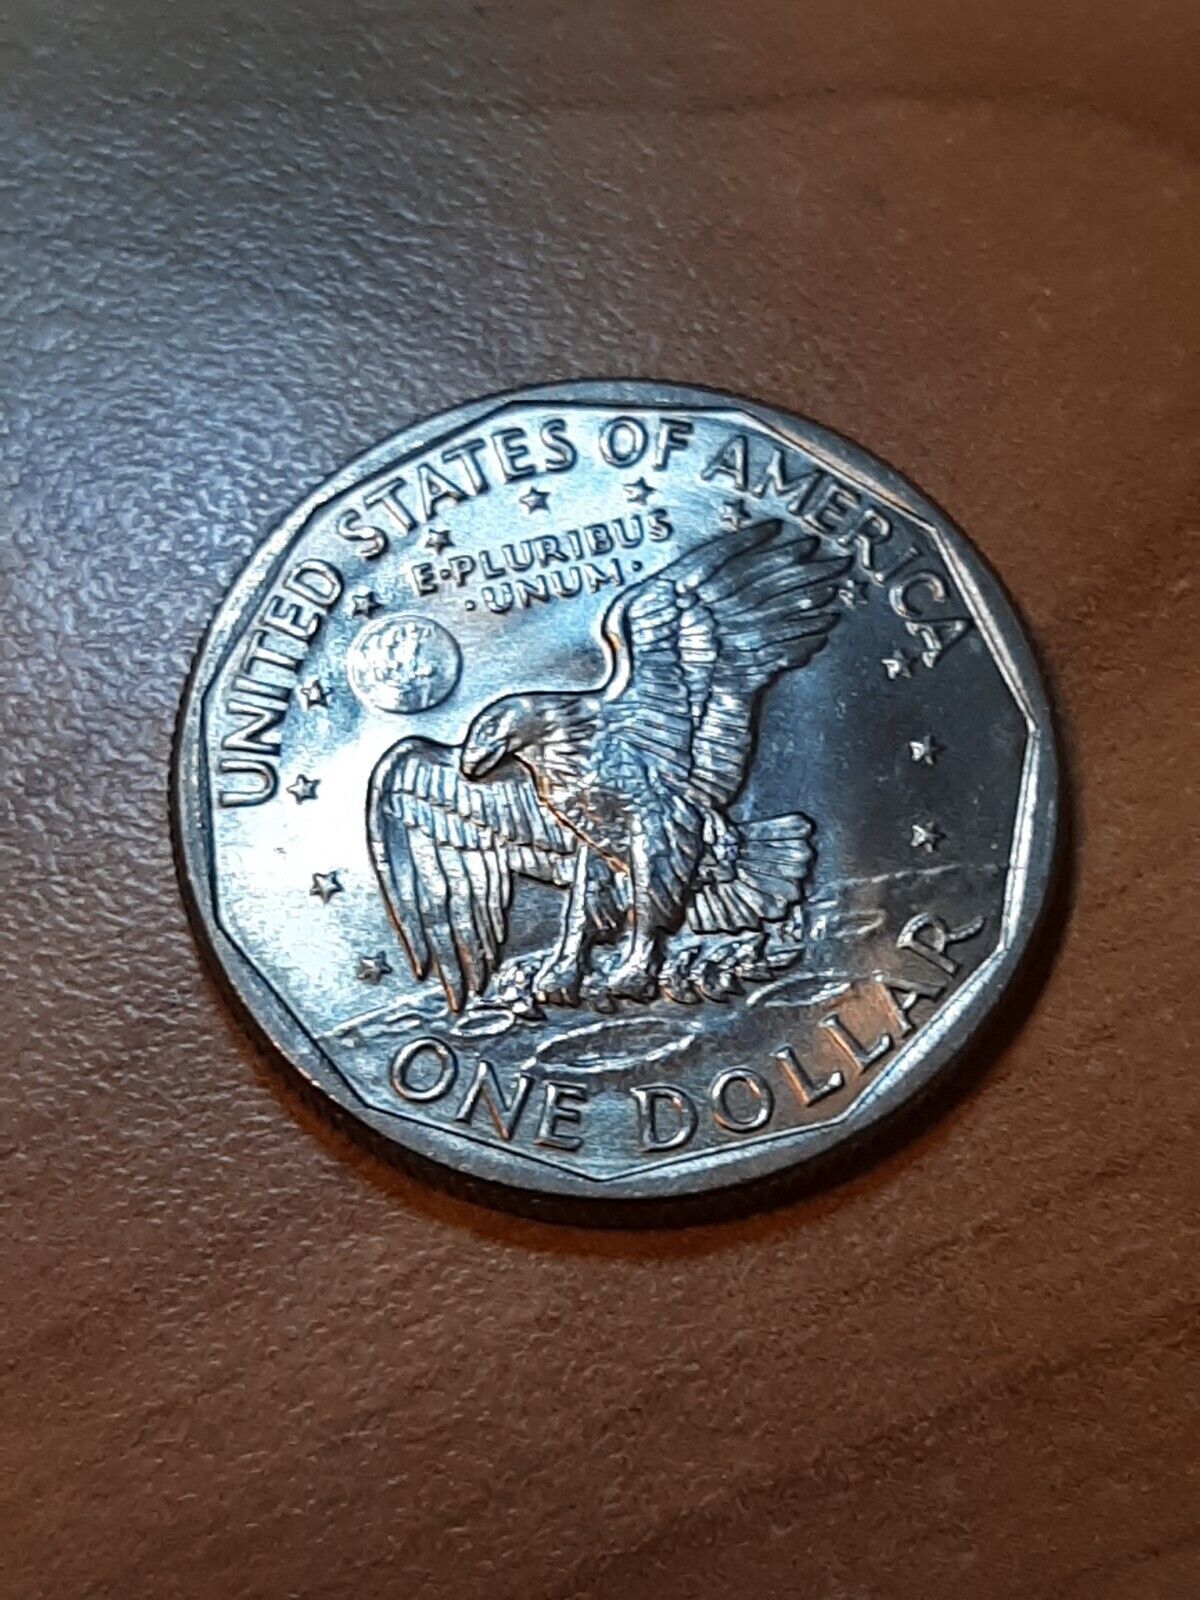 UNITED STATES OF AMERICA
E·PLURIBUS
·UNUM·
ONE DOLLAR